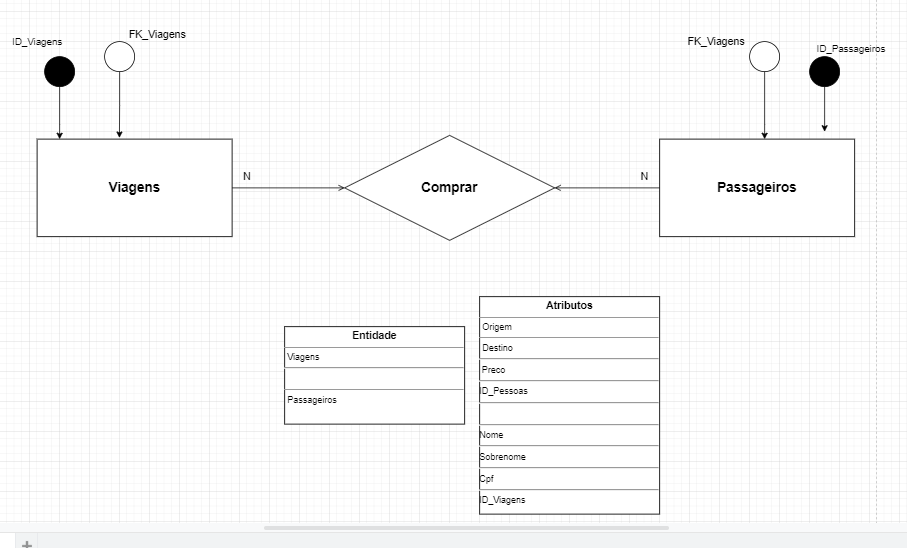 ID_Viagens
FK_Viagens
FK_Viagens
ID_Passageiros
Viagens
N
Comprar
N
Passageiros
Entidade
Viagens
Passageiros
Atributos
Origem
Destino
Preco
ID_Pessoas
Nome
Sobrenome
Cpf
ID_Viagens